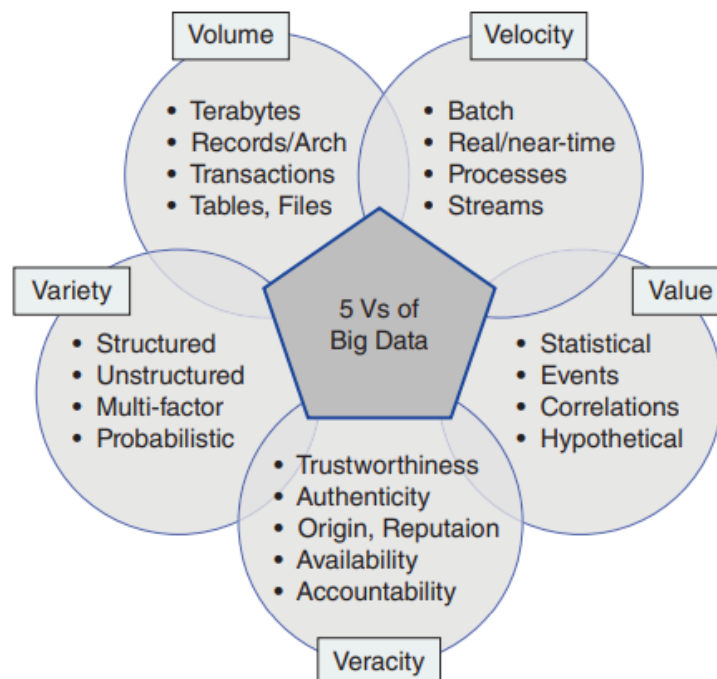 Volume
• Terabytes
• Records/Arch
• Transactions
• Tables, Files
Velocity
• Batch
• Real/near-time
• Processes
• Streams
Variety
• Structured
• Unstructured
• Multi-factor
• Probabilistic
5 Vs of
Big Data
Value
• Statistical
• Events
• Correlations
• Hypothetical
• Trustworthiness
• Authenticity
• Origin, Reputaion
• Availability
• Accountability
Veracity